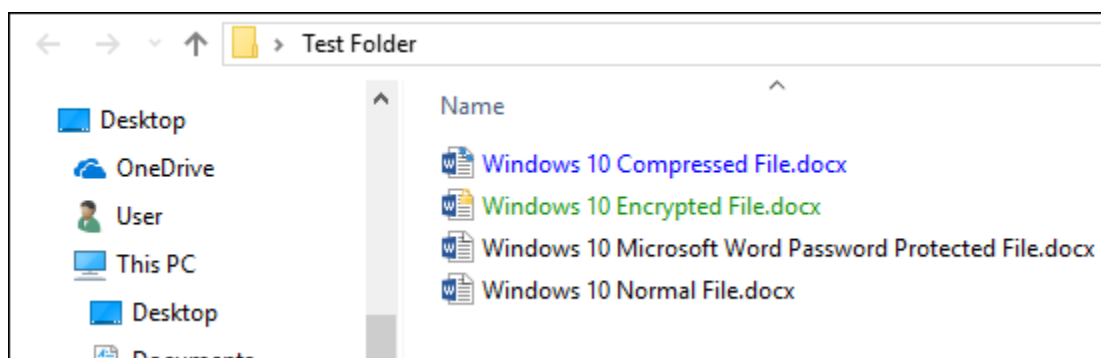 Test Folder
Desktop
OneDrive
User
This PC
Desktop
Documents
Name
Windows 10 Compressed File.docx
Windows 10 Encrypted File.docx
Windows 10 Microsoft Word Password Protected File.docx
Windows 10 Normal File.docx